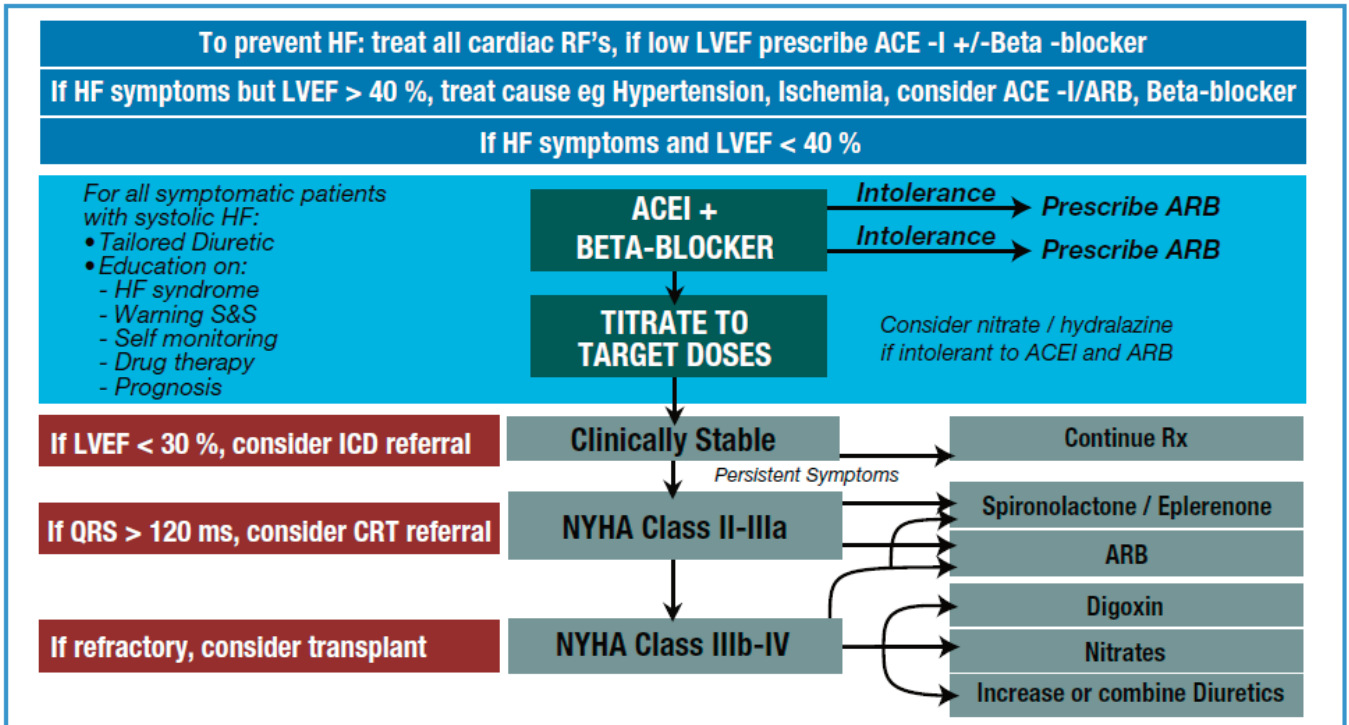 To prevent HF: treat all cardiac RF's, if low LVEF prescribe ACE -I +/-Beta -blocker
If HF symptoms but LVEF > 40 %, treat cause eg Hypertension, Ischemia, consider ACE -I/ARB, Beta-blocker
If HF symptoms and LVEF < 40 %
For all symptomatic patients
with systolic HF:
• Tailored Diuretic
• Education on:
- HF syndrome
- Warning S&S
- Self monitoring
- Drug therapy
- Prognosis
ACEI +
BETA-BLOCKER
Intolerance
Prescribe ARB
Intolerance
Prescribe ARB
TITRATE TO
TARGET DOSES
Consider nitrate / hydralazine
if intolerant to ACEI and ARB
If LVEF < 30 %, consider ICD referral
Clinically Stable
Continue Rx
Persistent Symptoms
If QRS > 120 ms, consider CRT referral
NYHA Class II-IIIa
Spironolactone / Eplerenone
ARB
If refractory, consider transplant
NYHA Class IIIb-IV
Digoxin
Nitrates
Increase or combine Diuretics